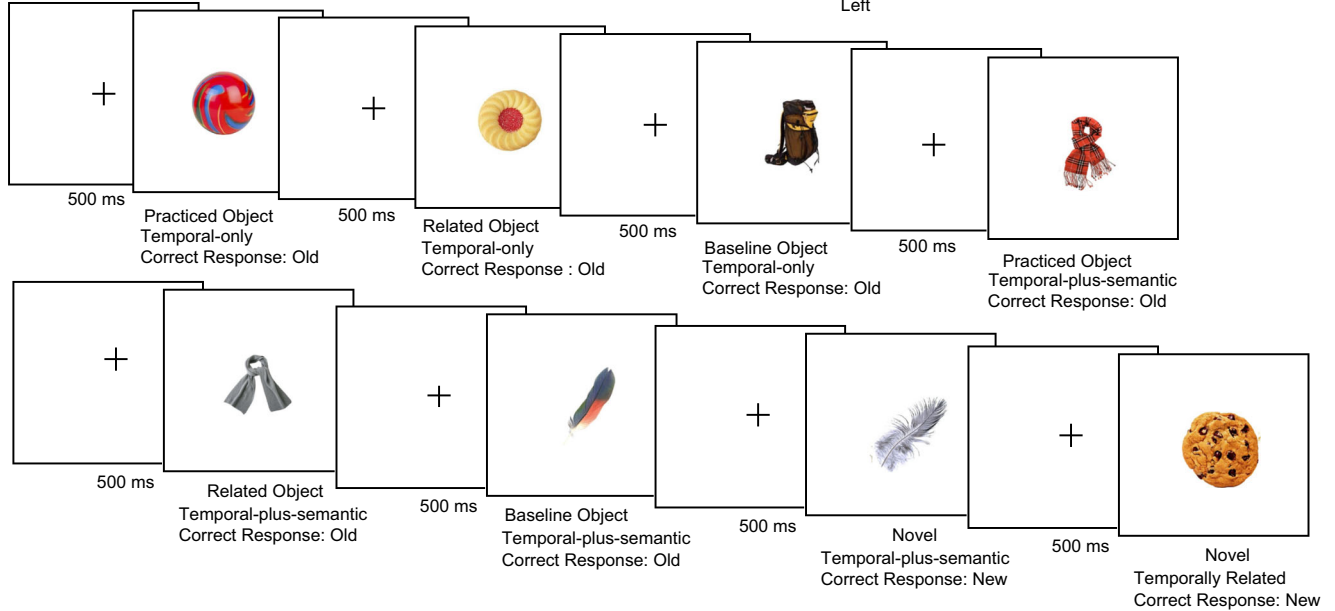 Left
500 ms
Practiced Object
Temporal-only
Correct Response: Old
500 ms
Related Object
Temporal-only
Correct Response : Old
500 ms
Baseline Object
Temporal-only
Correct Response: Old
500 ms
Practiced Object
Temporal-plus-semantic
Correct Response: Old
500 ms
Related Object
Temporal-plus-semantic
Correct Response: Old
500 ms
Baseline Object
Temporal-plus-semantic
Correct Response: Old
500 ms
Novel
Temporal-plus-semantic
Correct Response: New
500 ms
Novel
Temporally Related
Correct Response: New